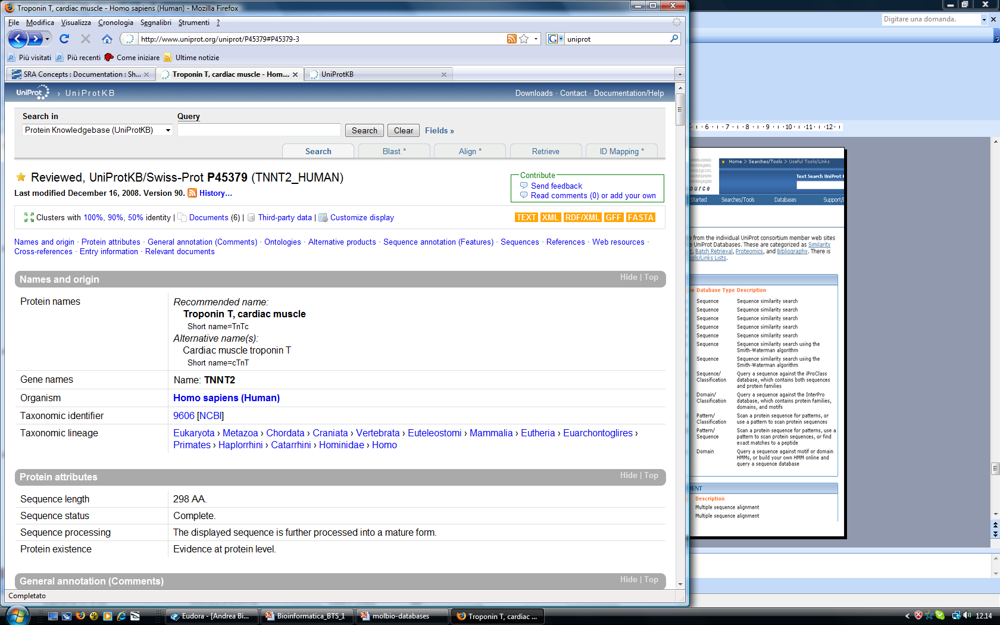 Troponin T, cardiac muscle - Homo sapiens (Human) - Mozilla Firefox
File Modifica Visualizza Cronologia Segnalibri Strumenti ?
http://www.uniprot.org/uniprot/P45379#P45379-3
uniprot
Più visitati Più recenti Come iniziare Ultime notizie
SRA Concepts : Documentation : Sh...
Troponin T, cardiac muscle - Hom...
UniProtKB
UniProt › UniProtKB
Downloads · Contact · Documentation/Help
Search in
Query
Protein Knowledgebase (UniProtKB)
Search Clear Fields »
Search Blast * Align * Retrieve ID Mapping *
Reviewed, UniProtKB/Swiss-Prot P45379 (TNNT2_HUMAN)
Last modified December 16, 2008. Version 90. History...
Contribute
Send feedback
Read comments (0) or add your own
Clusters with 100%, 90%, 50% identity | Documents (6) | Third-party data | Customize display
TEXT XML RDF/XML GFF FASTA
Names and origin · Protein attributes · General annotation (Comments) · Ontologies · Alternative products · Sequence annotation (Features) · Sequences · References · Web resources ·
Cross-references · Entry information · Relevant documents
Names and origin
Hide | Top
Protein names
Recommended name:
Troponin T, cardiac muscle
Short name=TnTc
Alternative name(s):
Cardiac muscle troponin T
Short name=cTnT
Gene names
Name: TNNT2
Organism
Homo sapiens (Human)
Taxonomic identifier
9606 [NCBI]
Taxonomic lineage
Eukaryota › Metazoa › Chordata › Craniata › Vertebrata › Euteleostomi › Mammalia › Eutheria › Euarchontoglires ›
Primates › Haplorrhini › Catarrhini › Hominidae › Homo
Protein attributes
Hide | Top
Sequence length
298 AA.
Sequence status
Complete.
Sequence processing
The displayed sequence is further processed into a mature form.
Protein existence
Evidence at protein level.
General annotation (Comments)
Hide | Top
Completato
Digitare una domanda.
6 7 8 9 10 11 12
Home > Searches/Tools > Useful Tools/Links
Text Search UniProt
ource
Started Searches/Tools Databases Support/
e from the individual UniProt consortium member web sites
e UniProt Databases. These are categorized as Similarity
t, Batch Retrieval, Proteomics, and Bibliography. There is
ools/Links Lists.
pe Database Type Description
Sequence Sequence similarity search
Sequence Sequence similarity search
Sequence Sequence similarity search
Sequence Sequence similarity search
Sequence Sequence similarity search
Sequence Sequence similarity search using the
Smith-Waterman algorithm
Sequence Sequence similarity search using the
Smith-Waterman algorithm
Sequence/ Query a sequence against the iProClass
Classification database, which contains both sequences
and protein families
Domain/ Query a sequence against the InterPro
Classification database, which contains protein families,
domains, and motifs
Pattern/ Scan a protein sequence for patterns, or
Classification use a pattern to scan protein sequences
Pattern/ Scan a protein sequence for patterns, use a
Sequence pattern to scan protein sequences, or find
exact matches to a peptide
Domain Query a sequence against motif or domain
HMMs, or build your own HMM online and
query a sequence database
MENT
Description
Multiple sequence alignment
Multiple sequence alignment
Eudora - [Andrea Bi...
Bioinformatica_BTS_1
molbio-databases
Troponin T, cardiac ...
12.14